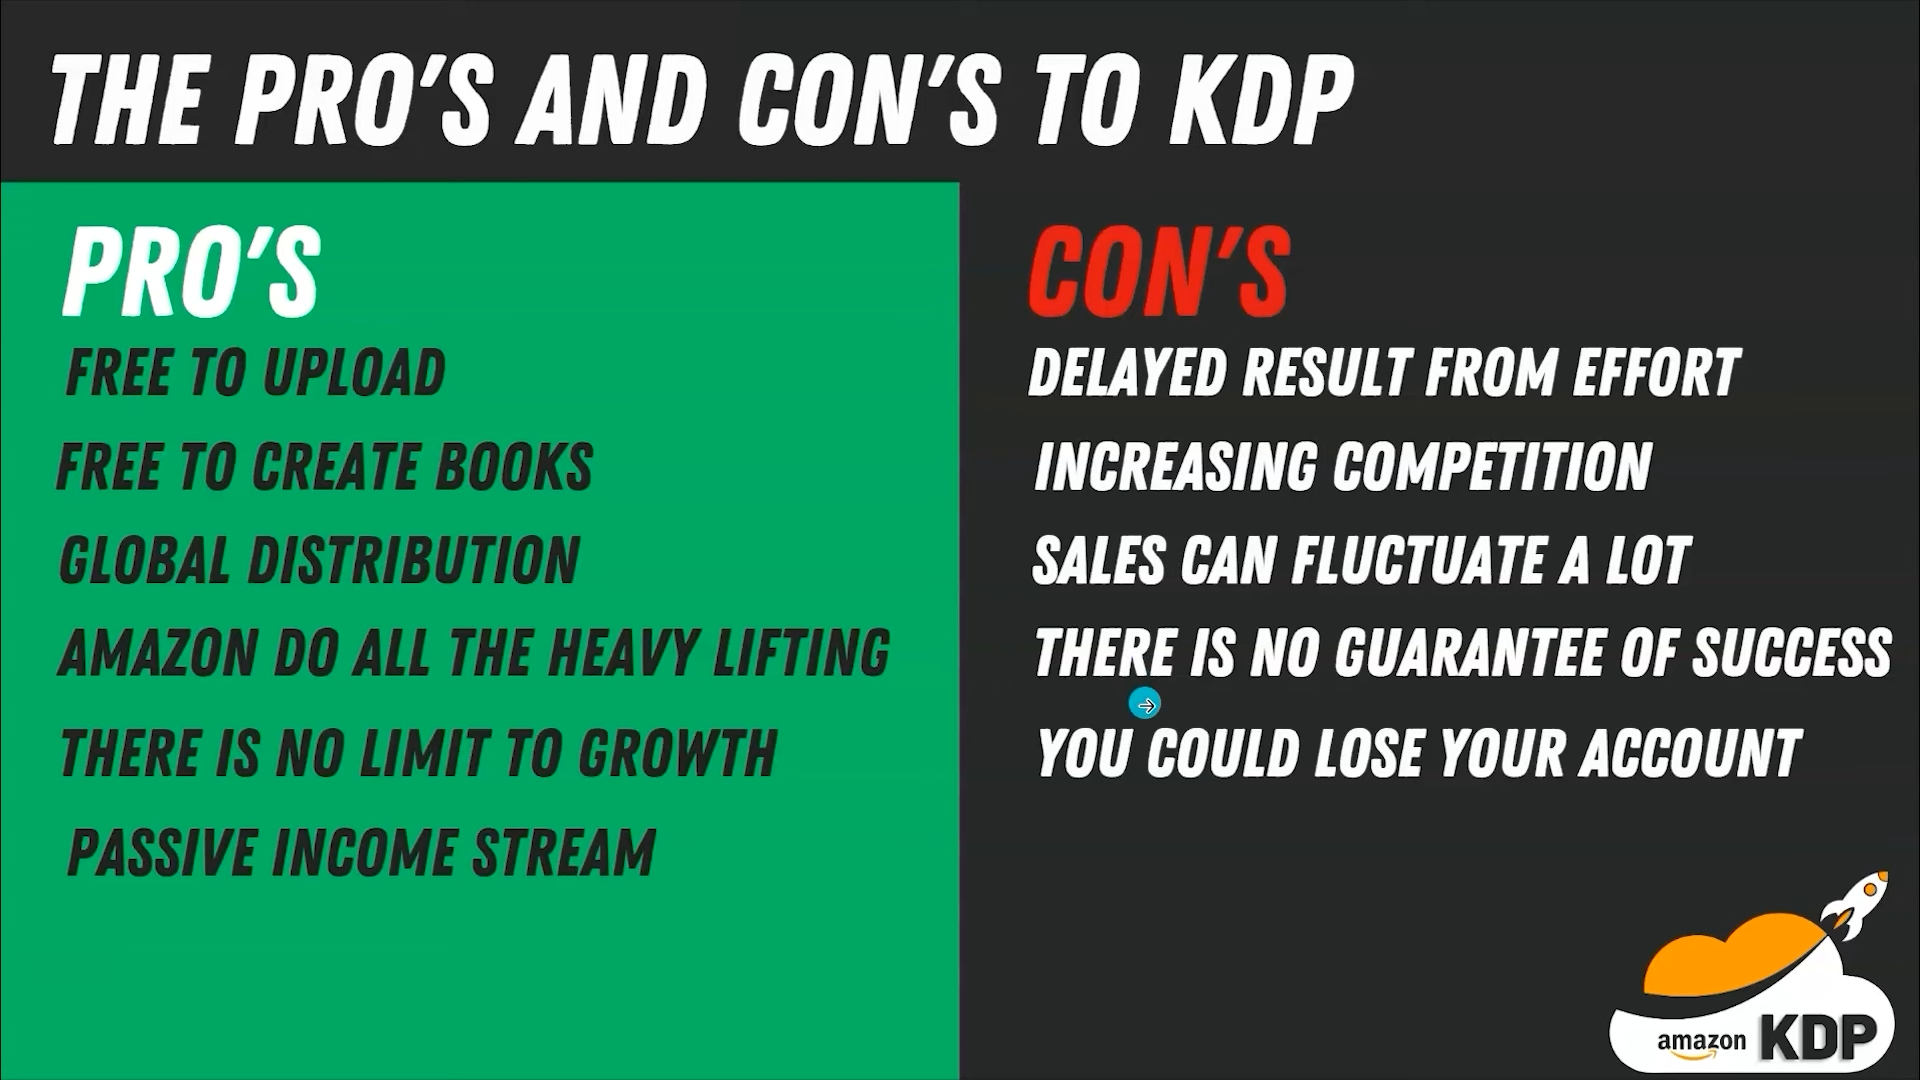 THE PRO'S AND CON'S TO KDP
PRO'S
FREE TO UPLOAD
FREE TO CREATE BOOKS
GLOBAL DISTRIBUTION
AMAZON DO ALL THE HEAVY LIFTING
THERE IS NO LIMIT TO GROWTH
PASSIVE INCOME STREAM
CON'S
DELAYED RESULT FROM EFFORT
INCREASING COMPETITION
SALES CAN FLUCTUATE A LOT
THERE IS NO GUARANTEE OF SUCCESS
YOU COULD LOSE YOUR ACCOUNT
amazon KDP